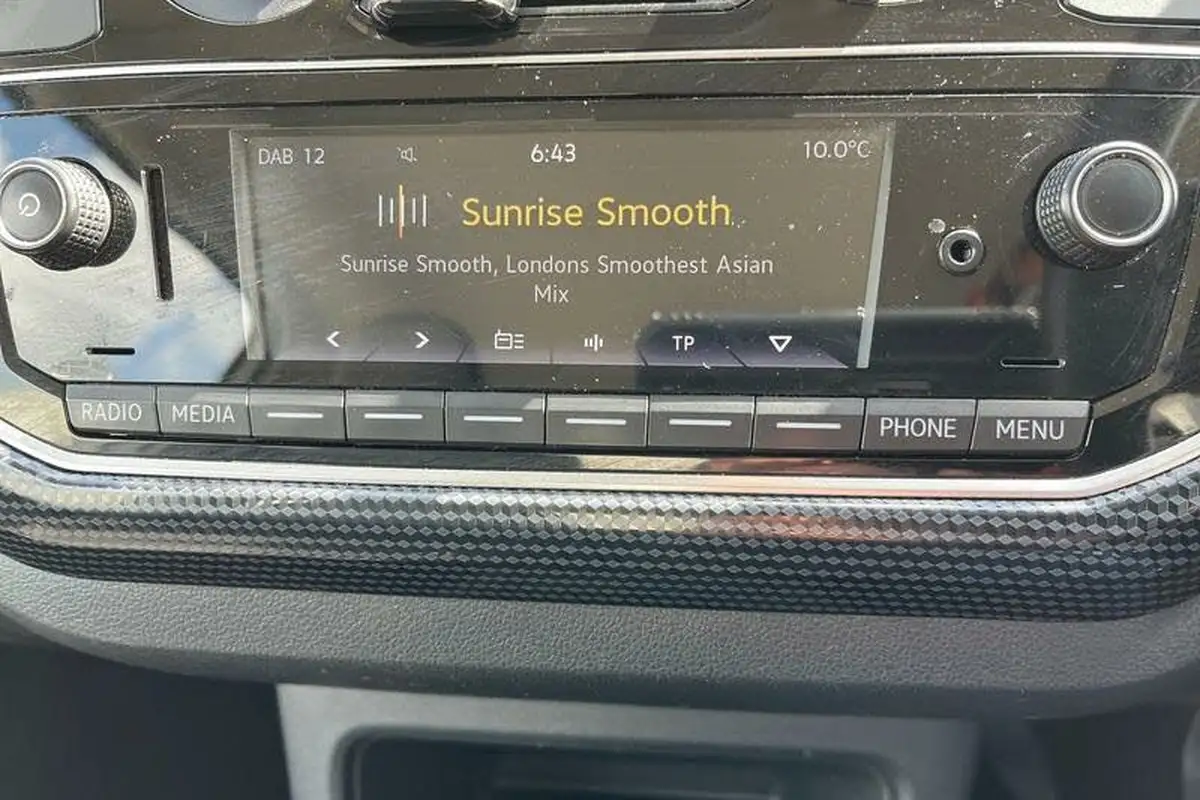 DAB 12 6:43 10.0°C
Sunrise Smooth
Sunrise Smooth, Londons Smoothest Asian
Mix
TP
RADIO MEDIA PHONE MENU